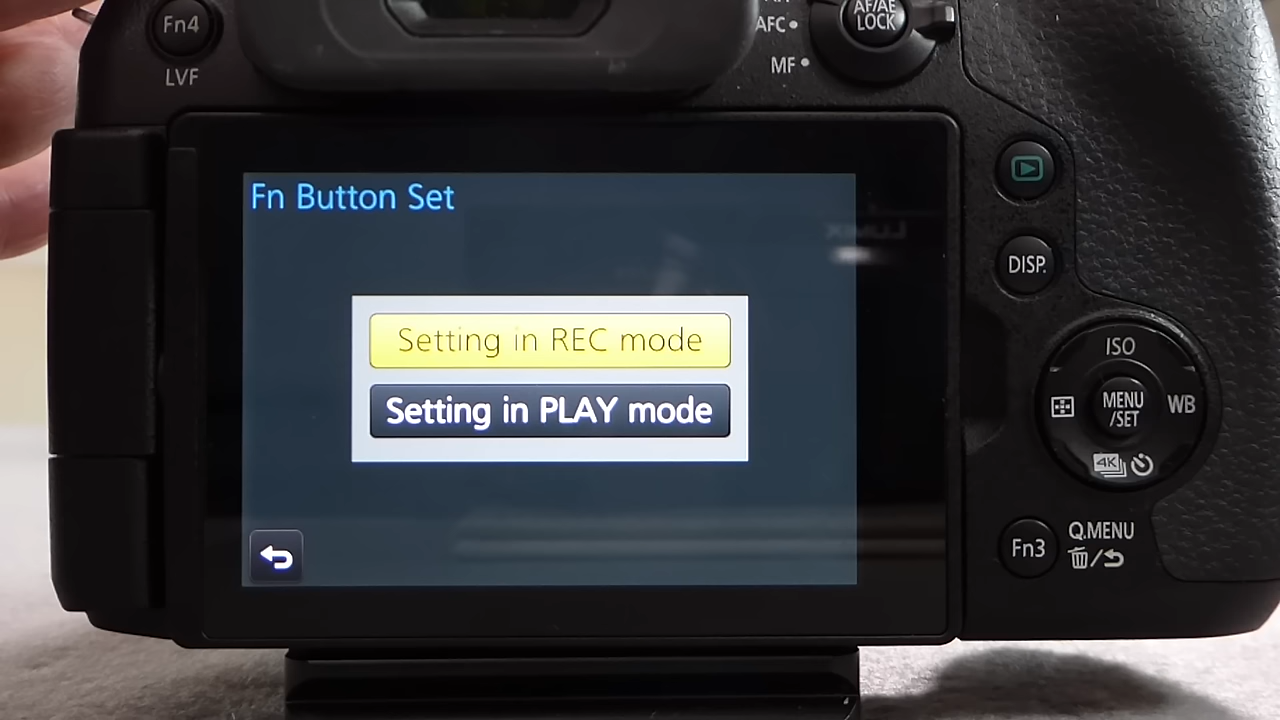 Fn4
LVF
AFC
MF
AF/AE
LOCK
Fn Button Set
Setting in REC mode
Setting in PLAY mode
DISP.
ISO
MENU
/SET
WB
4K
Fn3
Q.MENU